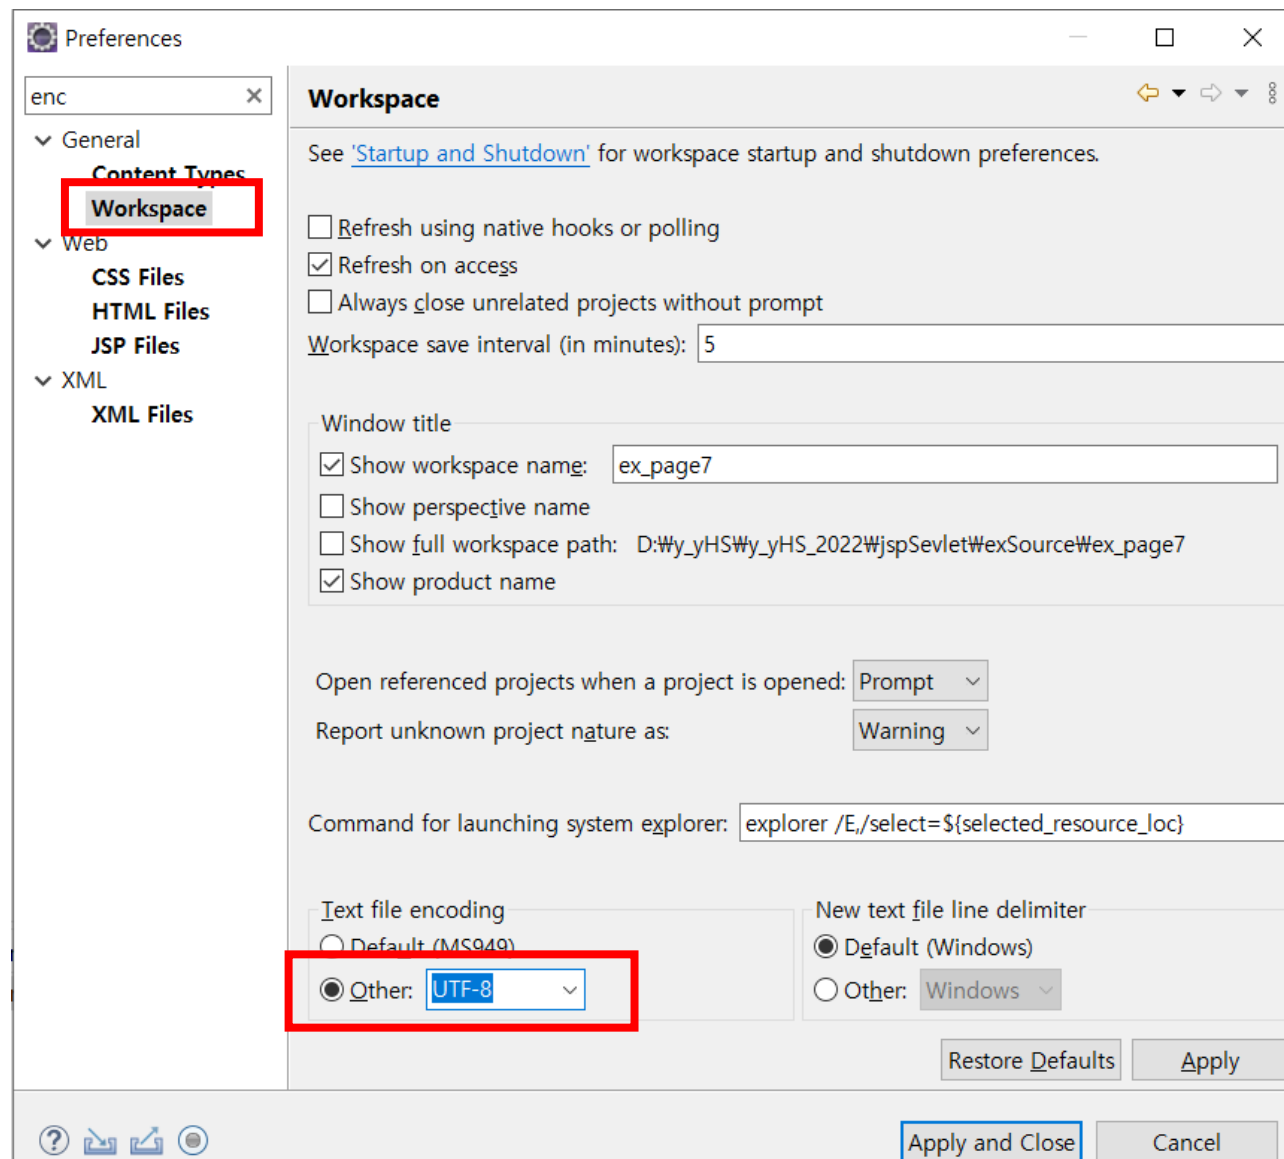 Preferences
enc
General
Content Types
Workspace
Web
CSS Files
HTML Files
JSP Files
XML
XML Files
Workspace
See 'Startup and Shutdown' for workspace startup and shutdown preferences.
Refresh using native hooks or polling
Refresh on access
Always close unrelated projects without prompt
Workspace save interval (in minutes): 5
Window title
Show workspace name: ex_page7
Show perspective name
Show full workspace path: D:₩y_yHS₩y_yHS_2022₩jspSevlet₩exSource₩ex_page7
Show product name
Open referenced projects when a project is opened: Prompt
Report unknown project nature as: Warning
Command for launching system explorer: explorer /E,/select=${selected_resource_loc}
Text file encoding
Default (MS949)
Other: UTF-8
New text file line delimiter
Default (Windows)
Other: Windows
Restore Defaults Apply
Apply and Close Cancel